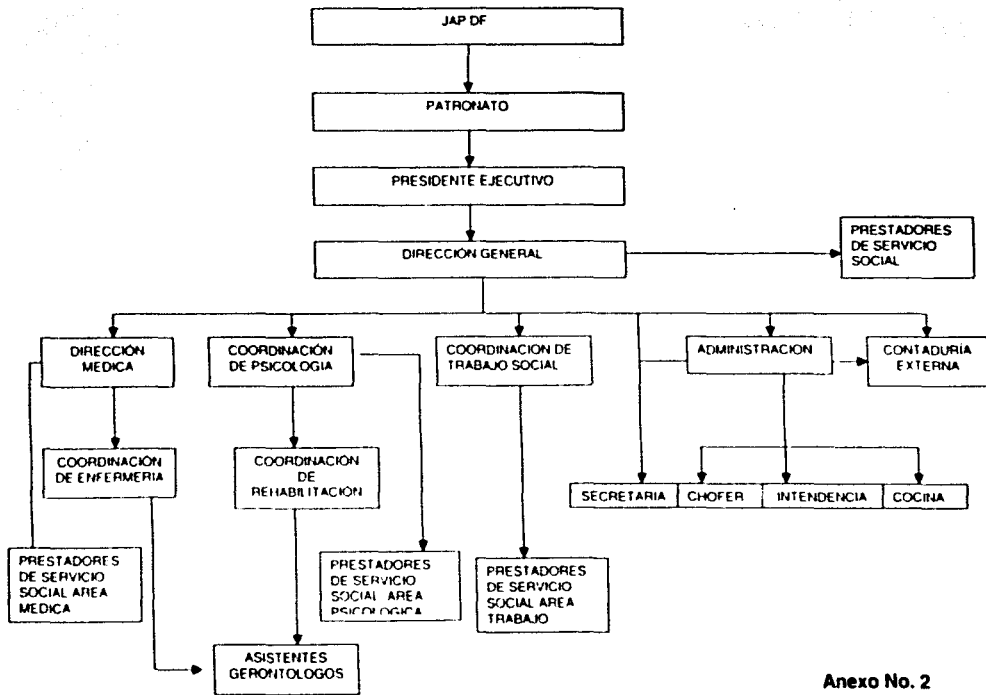 JAP DF
PATRONATO
PRESIDENTE EJECUTIVO
DIRECCIÓN GENERAL
PRESTADORES
DE SERVICIO
SOCIAL
DIRECCIÓN
MEDICA
COORDINACIÓN
DE PSICOLOGIA
COORDINACION DE
TRABAJO SOCIAL
ADMINISTRACION
CONTADURÍA
EXTERNA
COORDINACIÓN
DE ENFERMERIA
COORDINACIÓN
DE
REHABILITACIÓN
SECRETARIA
CHOFER
INTENDENCIA
COCINA
PRESTADORES
DE SERVICIO
SOCIAL AREA
MEDICA
PRESTADORES
DE SERVICIO
SOCIAL AREA
PSICOLOGICA
PRESTADORES
DE SERVICIO
SOCIAL AREA
TRABAJO
ASISTENTES
GERONTOLOGOS
Anexo No. 2